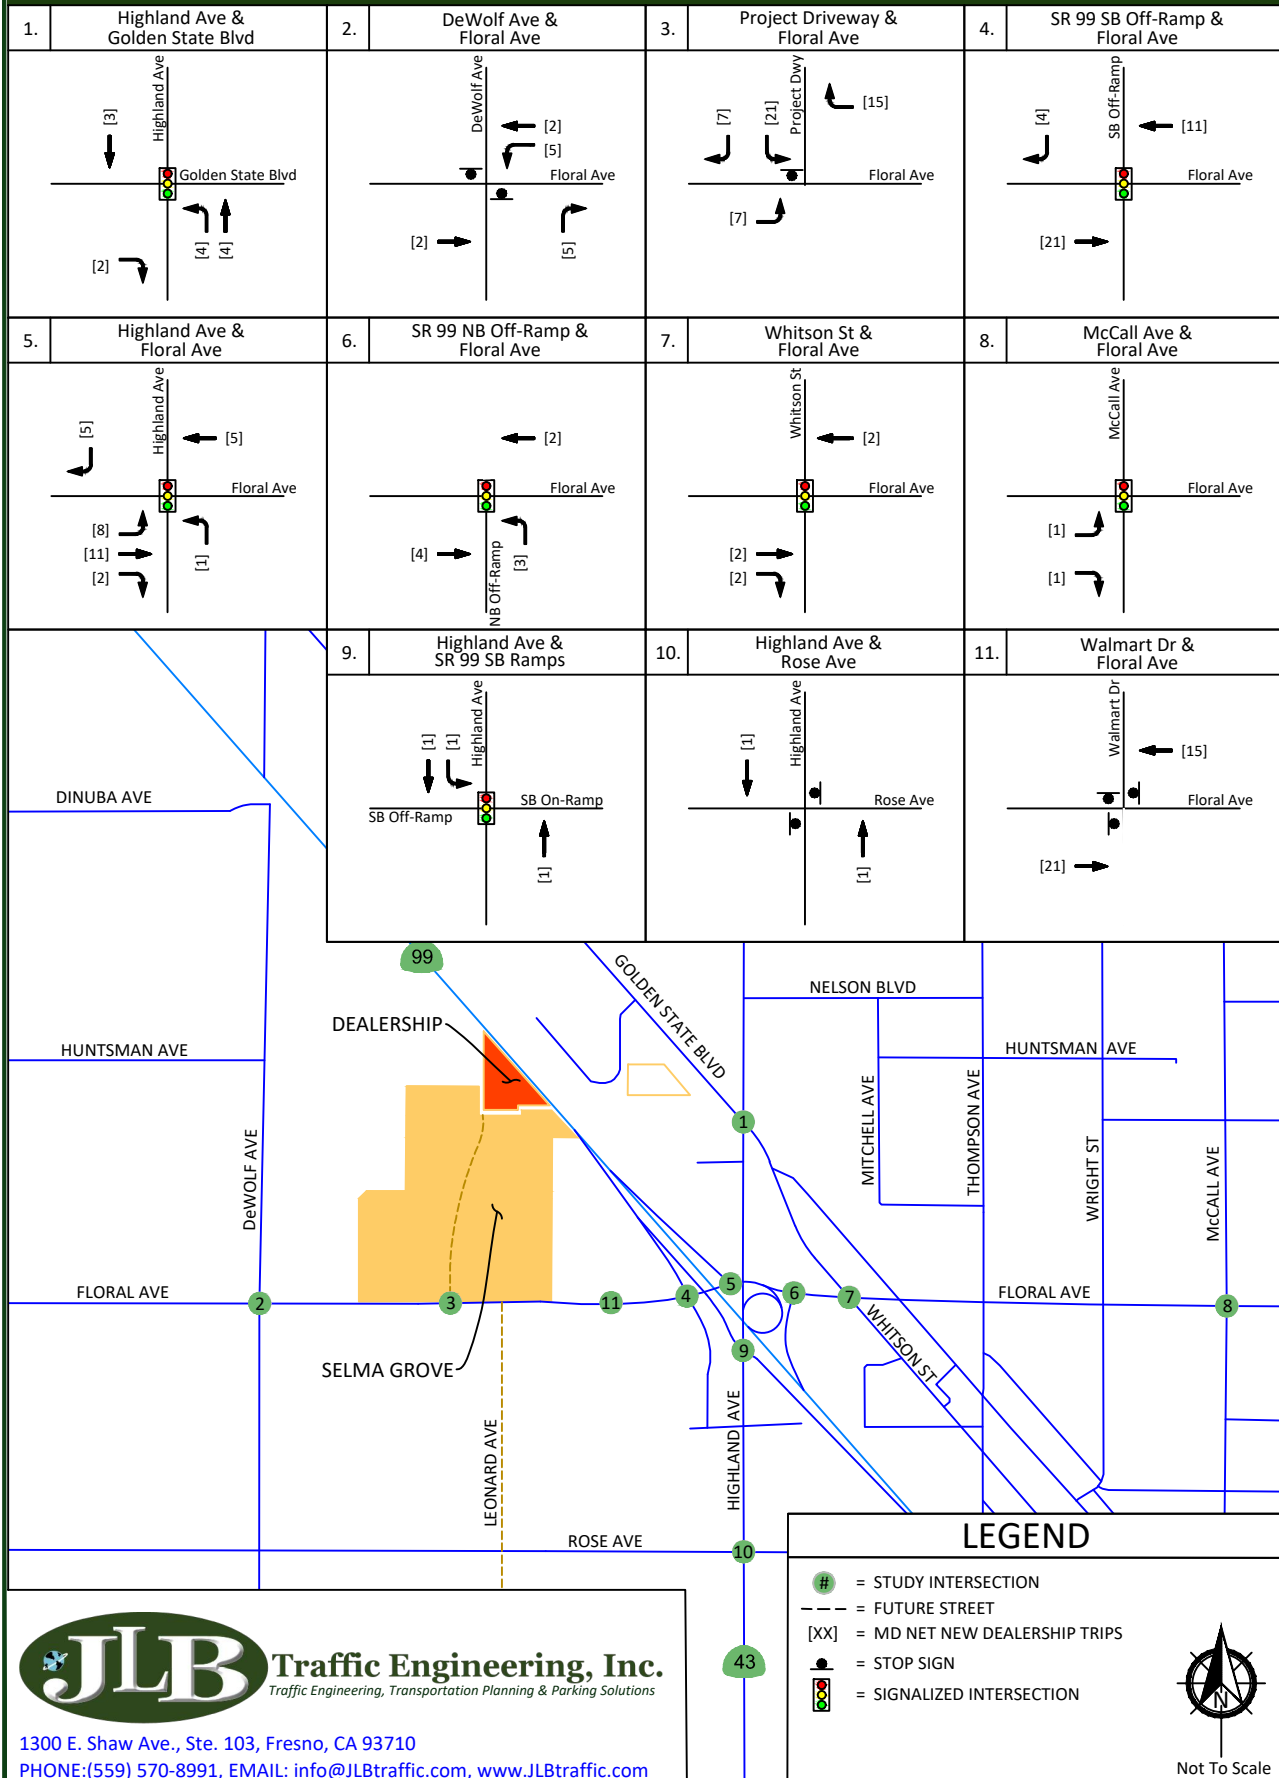 1.
Highland Ave &
Golden State Blvd
[3]
Highland Ave
Golden State Blvd
[4]
[4]
[2]
2.
DeWolf Ave &
Floral Ave
DeWolf Ave
[2]
[5]
Floral Ave
[2]
[5]
3.
Project Driveway &
Floral Ave
[7]
[21]
Project Dwy
[15]
Floral Ave
[7]
4.
SR 99 SB Off-Ramp &
Floral Ave
[4]
SB Off-Ramp
[11]
Floral Ave
[21]
5.
Highland Ave &
Floral Ave
[5]
Highland Ave
[5]
Floral Ave
[8]
[11]
[2]
[1]
6.
SR 99 NB Off-Ramp &
Floral Ave
[2]
Floral Ave
[4]
NB Off-Ramp
[3]
7.
Whitson St &
Floral Ave
Whitson St
[2]
Floral Ave
[2]
[2]
8.
McCall Ave &
Floral Ave
McCall Ave
Floral Ave
[1]
[1]
9.
Highland Ave &
SR 99 SB Ramps
[1]
[1]
Highland Ave
SB On-Ramp
SB Off-Ramp
[1]
10.
Highland Ave &
Rose Ave
[1]
Highland Ave
Rose Ave
[1]
11.
Walmart Dr &
Floral Ave
Walmart Dr
[15]
Floral Ave
[21]
DINUBA AVE
99
GOLDEN STATE BLVD
NELSON BLVD
DEALERSHIP
HUNTSMAN AVE
HUNTSMAN AVE
MITCHELL AVE
THOMPSON AVE
WRIGHT ST
McCALL AVE
DeWOLF AVE
1
FLORAL AVE
2
3
11
4
5
6
7
FLORAL AVE
8
9
WHITSON ST
SELMA GROVE
LEONARD AVE
HIGHLAND AVE
ROSE AVE
10
43
LEGEND
# = STUDY INTERSECTION
= FUTURE STREET
[XX] = MD NET NEW DEALERSHIP TRIPS
= STOP SIGN
= SIGNALIZED INTERSECTION
N
Not To Scale
JLB Traffic Engineering, Inc.
Traffic Engineering, Transportation Planning & Parking Solutions
1300 E. Shaw Ave., Ste. 103, Fresno, CA 93710
PHONE:(559) 570-8991, EMAIL: info@JLBtraffic.com, www.JLBtraffic.com